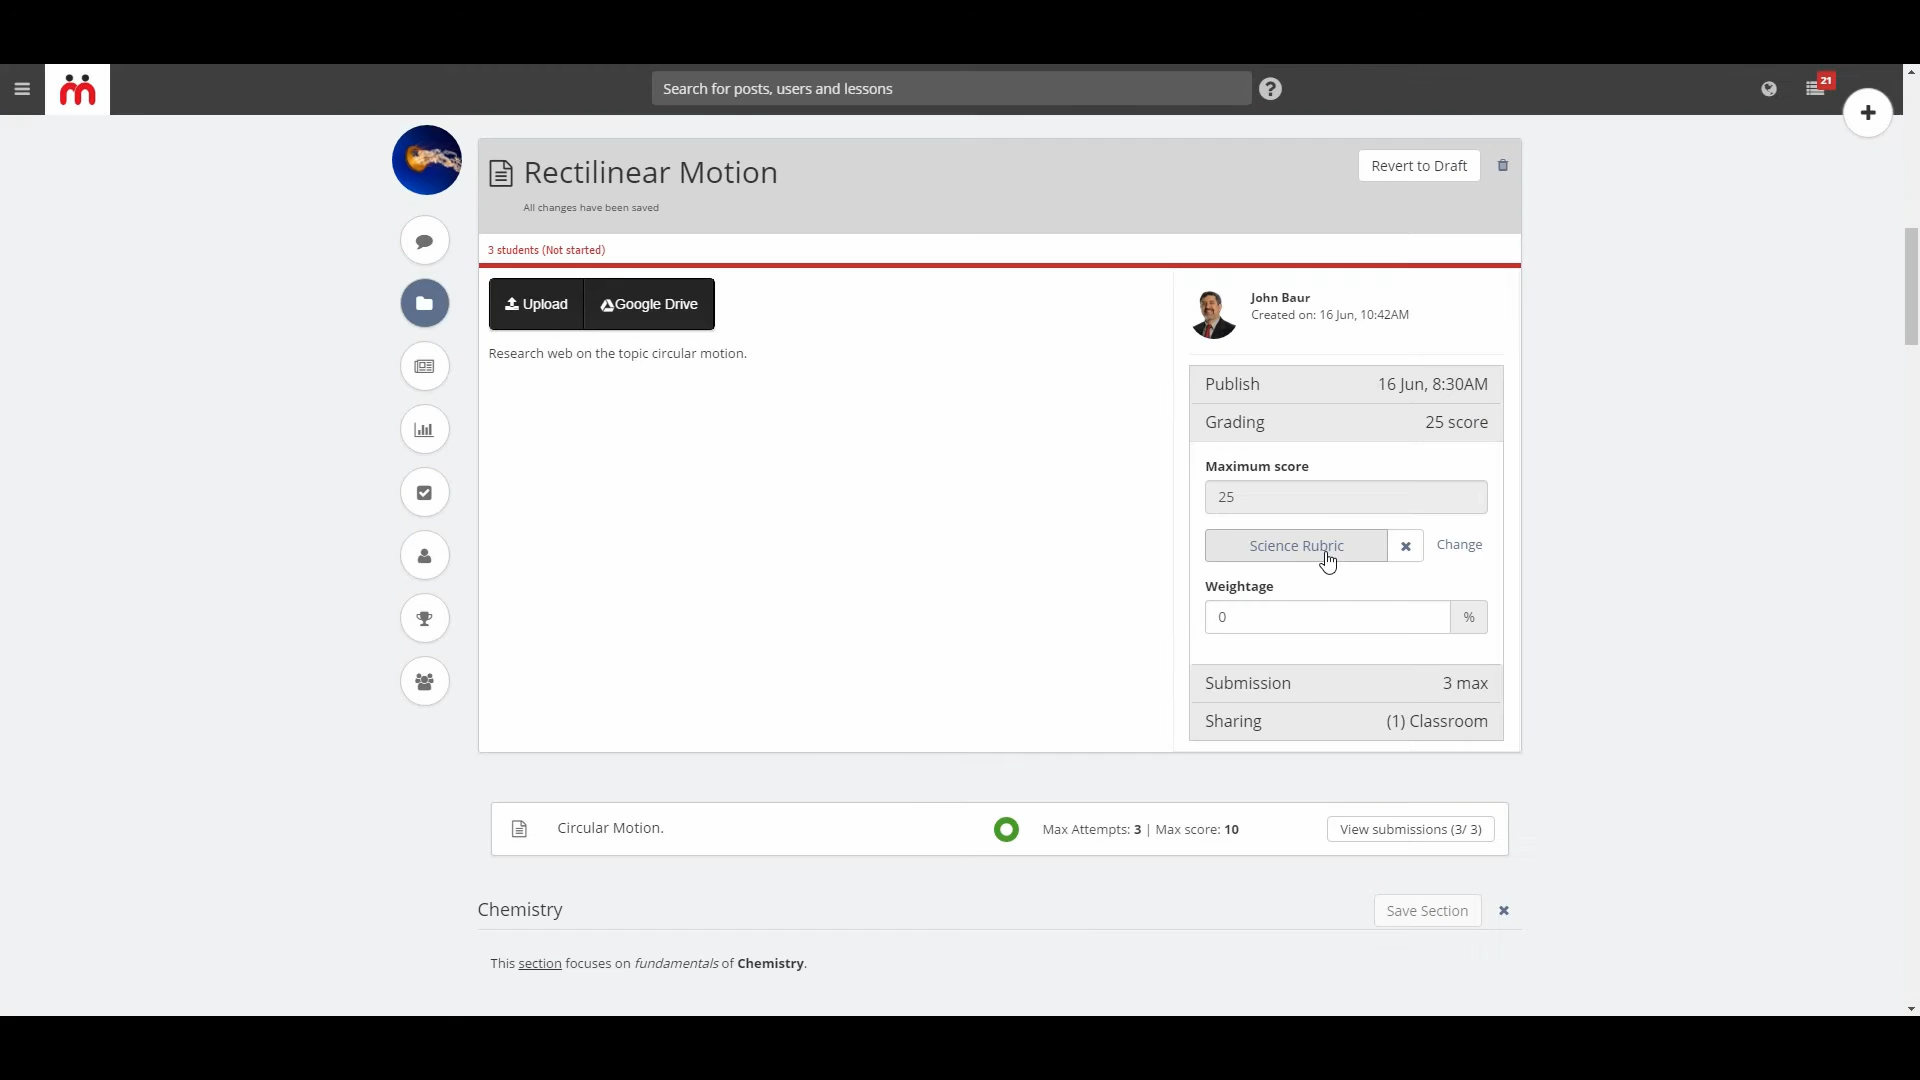 Search for posts, users and lessons
?
21
+
Rectilinear Motion
Revert to Draft
All changes have been saved
3 students (Not started)
Upload
Google Drive
Research web on the topic circular motion.
John Baur
Created on: 16 Jun, 10:42AM
Publish 16 Jun, 8:30AM
Grading 25 score
Maximum score
25
Science Rubric Change
Weightage
0 %
Submission 3 max
Sharing (1) Classroom
Circular Motion. Max Attempts: 3 | Max score: 10 View submissions (3/ 3)
Chemistry Save Section
This section focuses on fundamentals of Chemistry.